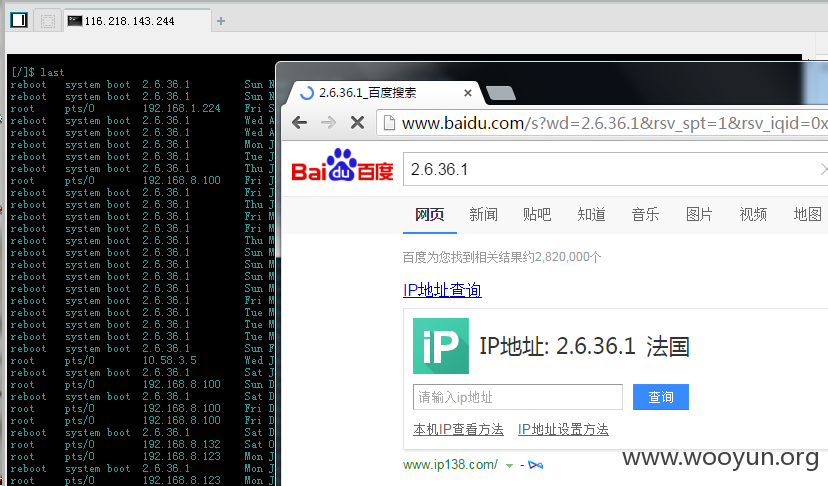 116.218.143.244
[/]$ last
reboot system boot 2.6.36.1 Sun N
reboot system boot 2.6.36.1 Sun N
root pts/0 192.168.1.224 Fri S
reboot system boot 2.6.36.1 Wed A
reboot system boot 2.6.36.1 Wed A
reboot system boot 2.6.36.1 Mon J
reboot system boot 2.6.36.1 Tue J
reboot system boot 2.6.36.1 Thu J
root pts/0 192.168.8.100 Fri J
reboot system boot 2.6.36.1 Fri J
reboot system boot 2.6.36.1 Thu J
reboot system boot 2.6.36.1 Fri M
reboot system boot 2.6.36.1 Fri M
reboot system boot 2.6.36.1 Thu M
reboot system boot 2.6.36.1 Sun M
reboot system boot 2.6.36.1 Sun M
reboot system boot 2.6.36.1 Sun M
reboot system boot 2.6.36.1 Mon M
reboot system boot 2.6.36.1 Fri M
reboot system boot 2.6.36.1 Tue M
reboot system boot 2.6.36.1 Tue M
reboot system boot 2.6.36.1 Tue M
reboot system boot 2.6.36.1 Sun F
root pts/0 10.58.3.5 Wed J
reboot system boot 2.6.36.1 Sat J
root pts/0 192.168.8.100 Sun D
reboot system boot 2.6.36.1 Sat D
root pts/0 192.168.8.100 Fri D
root pts/0 192.168.8.100 Fri D
reboot system boot 2.6.36.1 Sat D
root pts/0 192.168.8.132 Sat O
root pts/0 192.168.8.123 Mon J
reboot system boot 2.6.36.1 Mon J
root pts/0 192.168.8.123 Sun M
2.6.36.1_百度搜索
www.baidu.com/s?wd=2.6.36.1&rsv_spt=1&rsv_iqid=0x
Bai du 百度
2.6.36.1
网页 新闻 贴吧 知道 音乐 图片 视频 地图
百度为您找到相关结果约2,820,000个
IP地址查询
iP
IP地址: 2.6.36.1 法国
请输入ip地址
查询
本机IP查看方法 IP地址设置方法
www.ip138.com/
www.wooyun.org